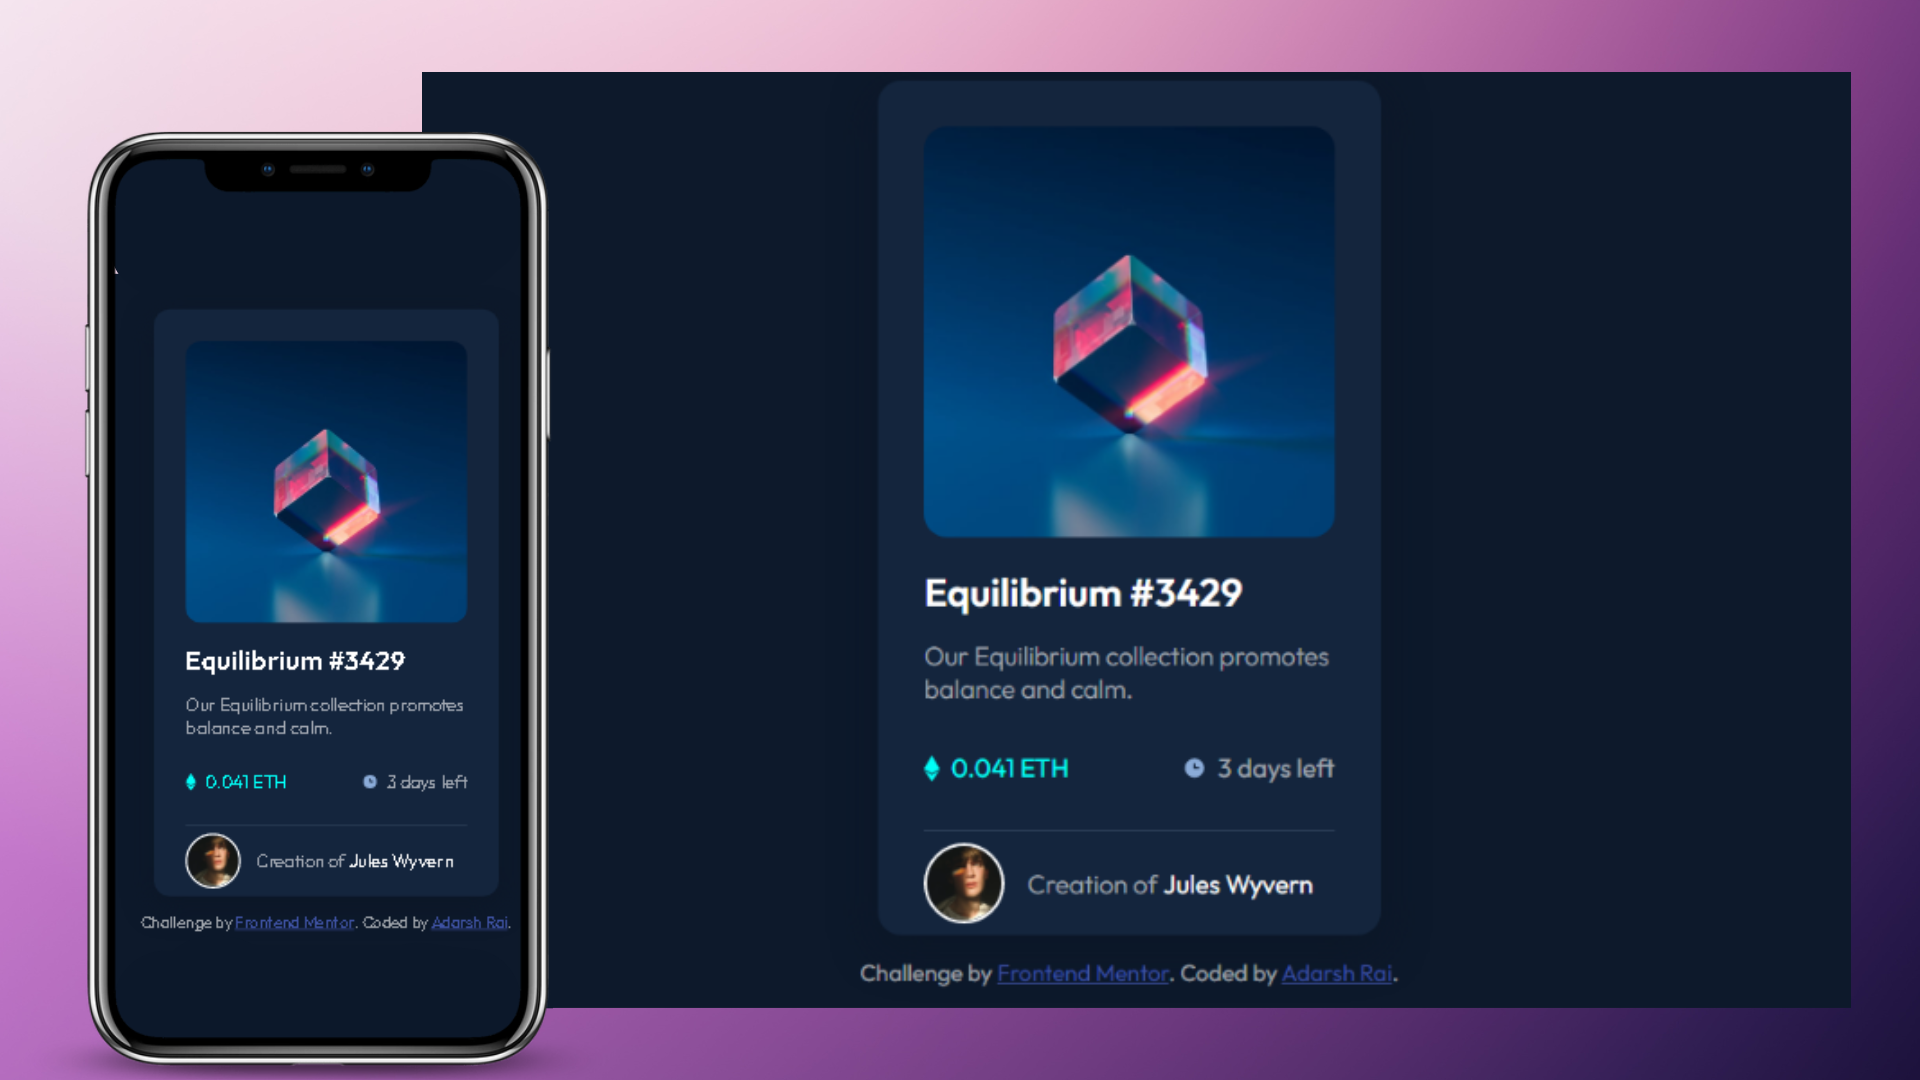 Equilibrium #3429
Our Equilibrium collection promotes
balance and calm.
0.041 ETH
3 days left
Creation of Jules Wyvern
Challenge by Frontend Mentor. Coded by Adarsh Rai.
Equilibrium #3429
Our Equilibrium collection promotes
balance and calm.
0.041 ETH
3 days left
Creation of Jules Wyvern
Challenge by Frontend Mentor. Coded by Adarsh Rai.